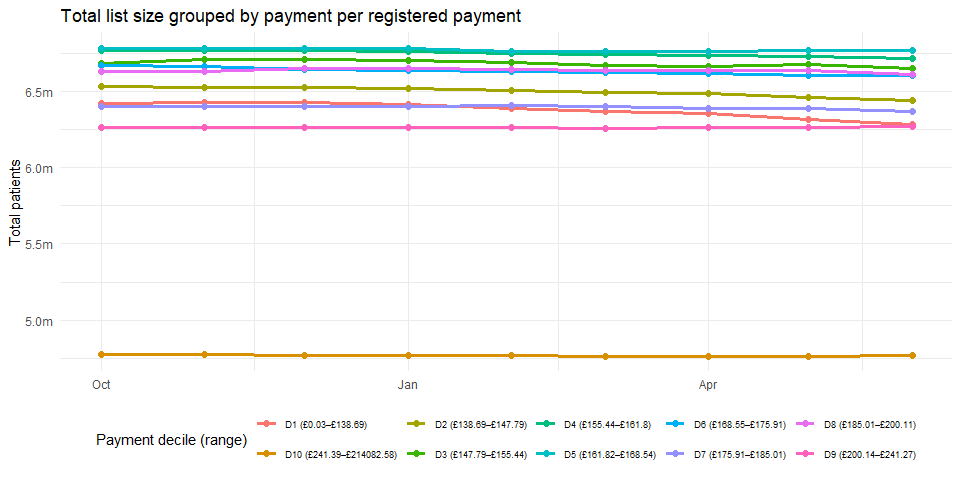 Total list size grouped by payment per registered payment
Total patients
6.5m
6.0m
5.5m
5.0m
Oct Jan Apr
Payment decile (range)
D1 (£0.03–£138.69) D2 (£138.69–£147.79) D4 (£155.44–£161.8) D6 (£168.55–£175.91) D8 (£185.01–£200.11)
D10 (£241.39–£214082.58) D3 (£147.79–£155.44) D5 (£161.82–£168.54) D7 (£175.91–£185.01) D9 (£200.14–£241.27)